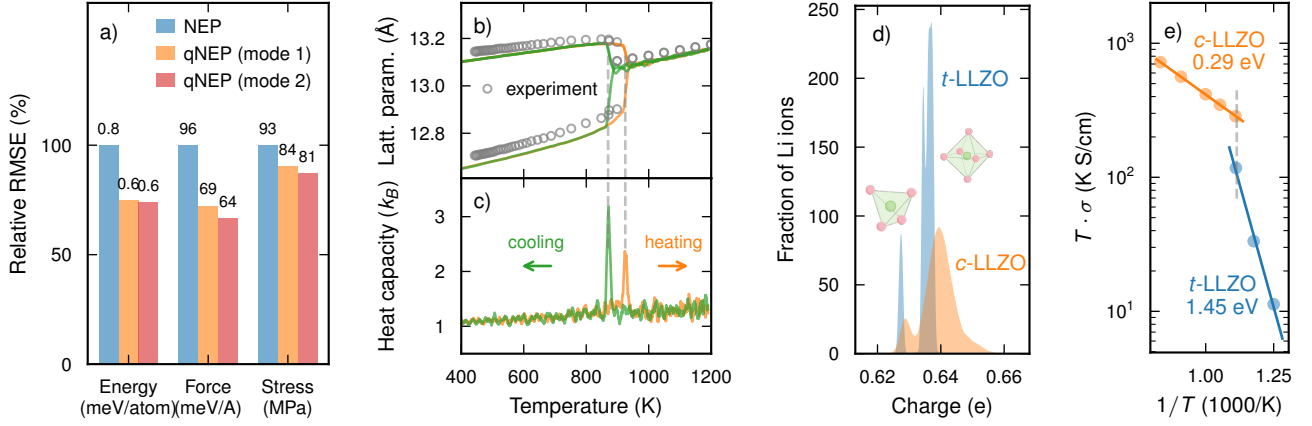 a)
NEP
qNEP (mode 1)
qNEP (mode 2)
Relative RMSE (%)
100
50
0
0.8
0.6
0.6
96
69
64
93
84
81
Energy
(meV/atom)
Force
(meV/A)
Stress
(MPa)
b)
Latt. param. (Å)
13.2
13.0
12.8
experiment
c)
Heat capacity (k_B)
3
2
1
cooling
heating
400
600
800
1000
1200
Temperature (K)
d)
Fraction of Li ions
250
200
150
100
50
0
t-LLZO
c-LLZO
0.62
0.64
0.66
Charge (e)
e)
T · σ (K S/cm)
10³
10²
10¹
c-LLZO
0.29 eV
t-LLZO
1.45 eV
1.00
1.25
1/T (1000/K)